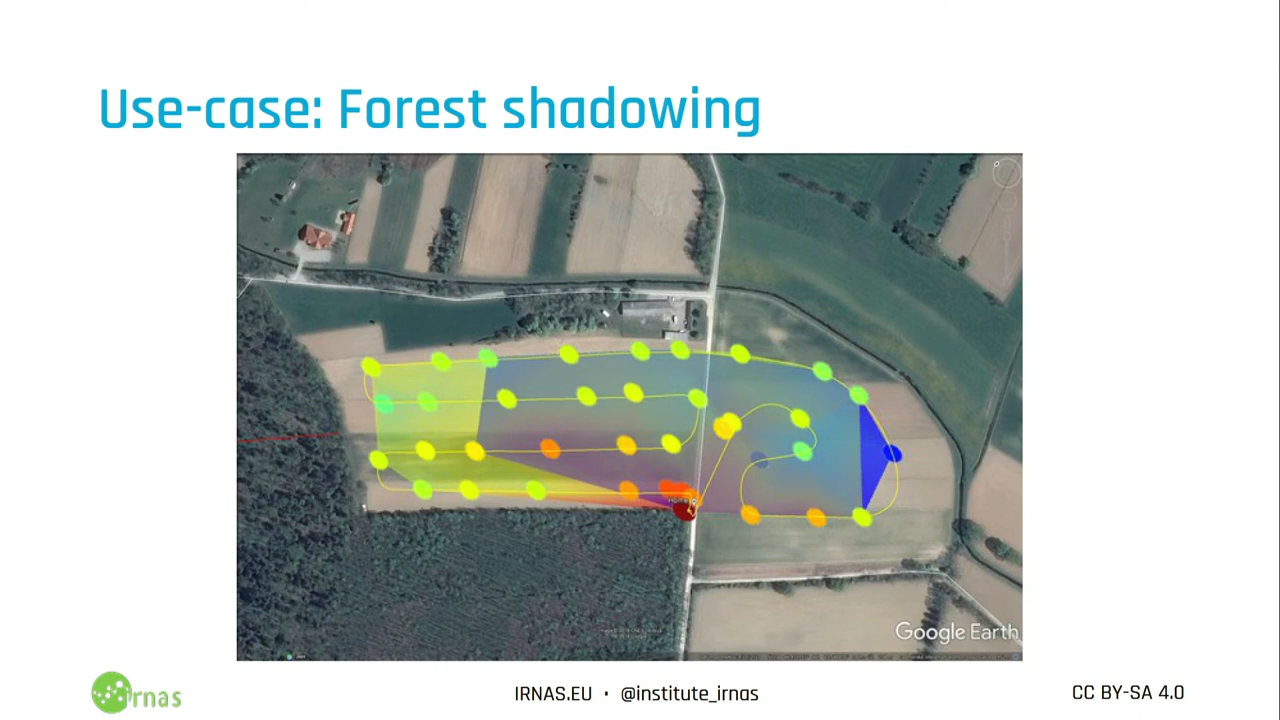 Use-case: Forest shadowing
Google Earth
irnas
IRNAS.EU • @institute_irnas
CC BY-SA 4.0